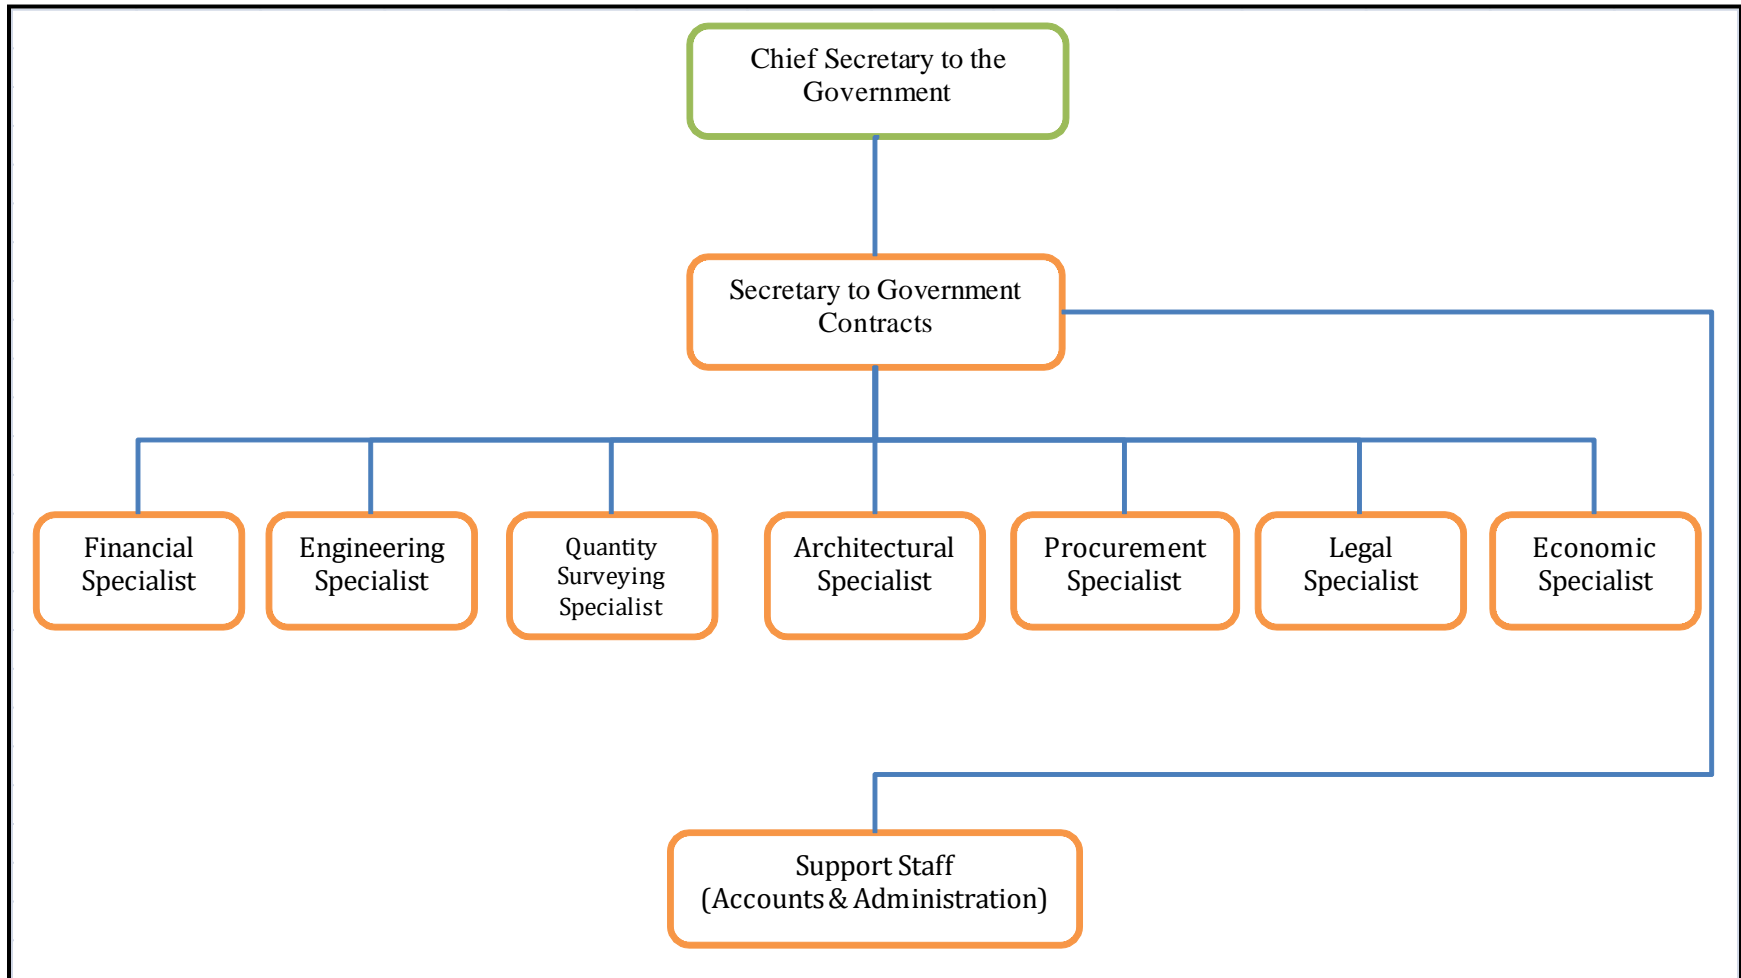 Chief Secretary to the
Government
Secretary to Government
Contracts
Financial
Specialist
Engineering
Specialist
Quantity
Surveying
Specialist
Architectural
Specialist
Procurement
Specialist
Legal
Specialist
Economic
Specialist
Support Staff
(Accounts & Administration)